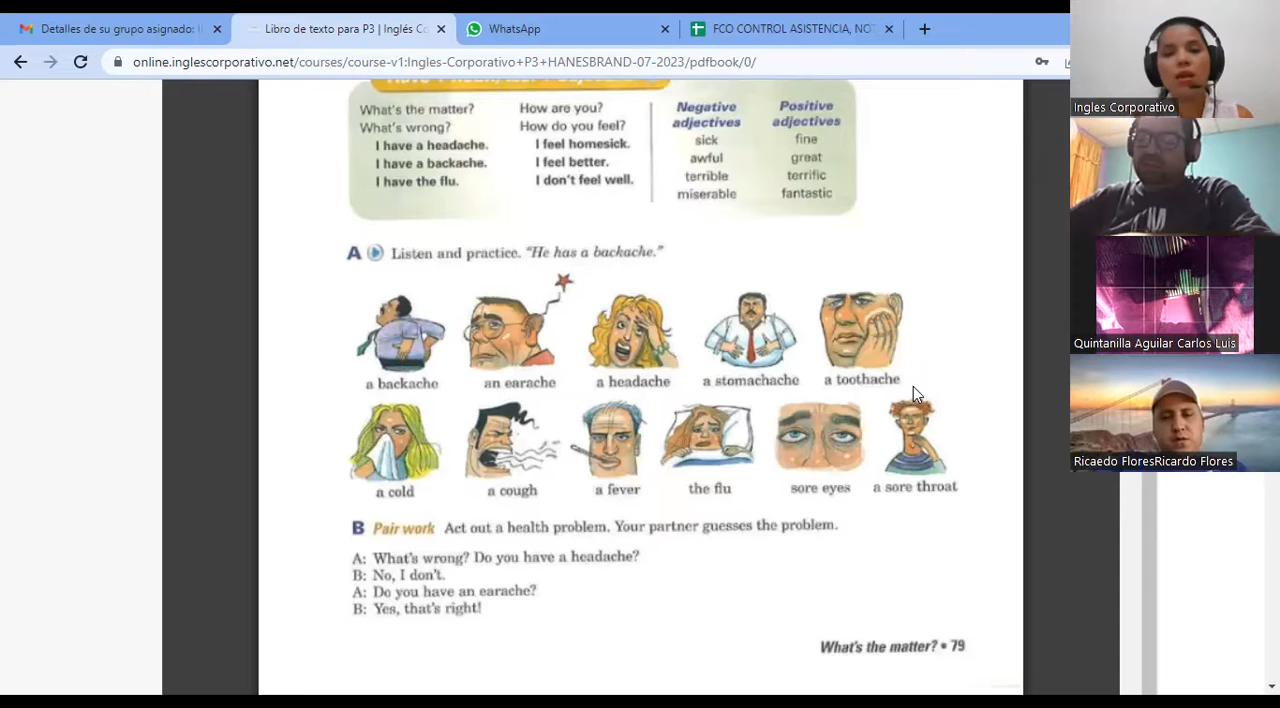 Detalles de su grupo asignado: I
Libro de texto para P3 | Inglés Co
WhatsApp
FCO CONTROL ASISTENCIA, NOT
online.inglescorporativo.net/courses/course-v1:Ingles-Corporativo+P3+HANESBRAND-07-2023/pdfbook/0/
What's the matter?
What's wrong?
I have a headache.
I have a backache.
I have the flu.
How are you?
How do you feel?
I feel homesick.
I feel better.
I don't feel well.
Negative
adjectives
sick
awful
terrible
miserable
Positive
adjectives
fine
great
terrific
fantastic
A Listen and practice. "He has a backache."
a backache an earache a headache a stomachache a toothache
a cold a cough a fever the flu sore eyes a sore throat
B Pair work Act out a health problem. Your partner guesses the problem.
A: What's wrong? Do you have a headache?
B: No, I don't.
A: Do you have an earache?
B: Yes, that's right!
What's the matter? • 79
Ingles Corporativo
Quintanilla Aguilar Carlos Luis
Ricaedo FloresRicardo Flores